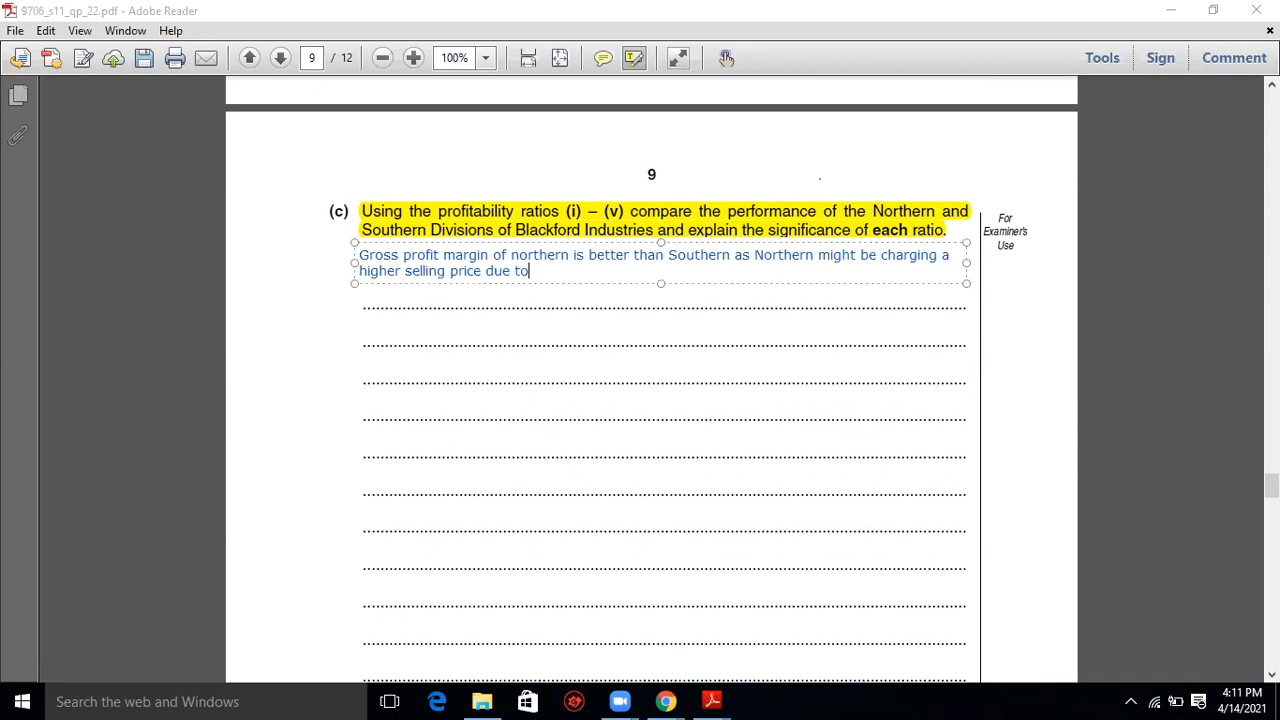 9706_s11_qp_22.pdf - Adobe Reader
File Edit View Window Help
9 / 12
100%
Tools Sign Comment
9
(c) Using the profitability ratios (i) – (v) compare the performance of the Northern and
Southern Divisions of Blackford Industries and explain the significance of each ratio.
For
Examiner's
Use
Gross profit margin of northern is better than Southern as Northern might be charging a
higher selling price due to
Search the web and Windows
4:11 PM
4/14/2021